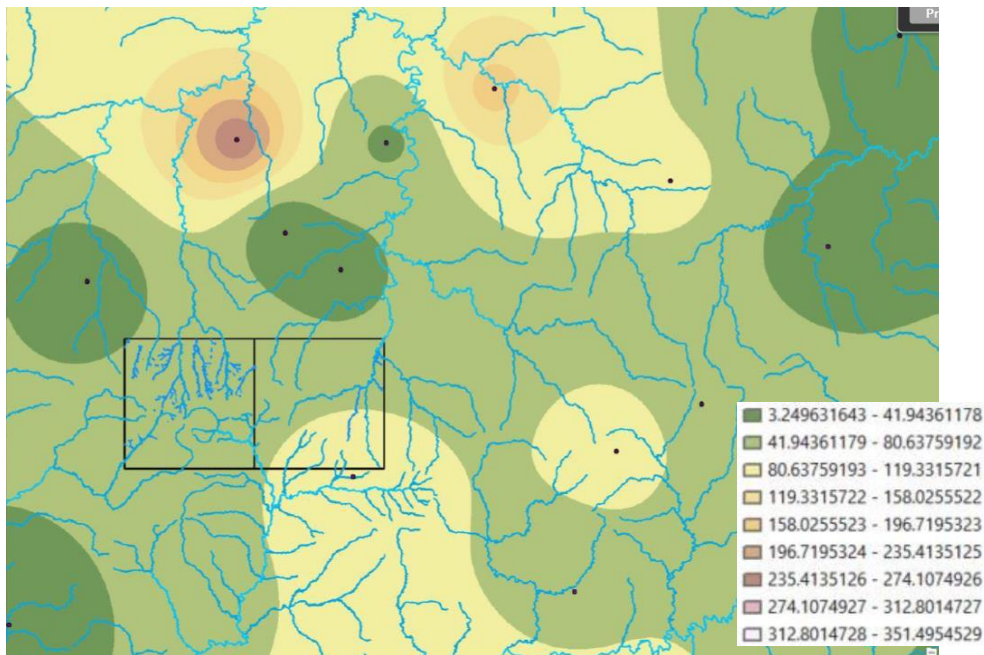 Pr
3.249631643 - 41.94361178
41.94361179 - 80.63759192
80.63759193 - 119.3315721
119.3315722 - 158.0255522
158.0255523 - 196.7195323
196.7195324 - 235.4135125
235.4135126 - 274.1074926
274.1074927 - 312.8014727
312.8014728 - 351.4954529